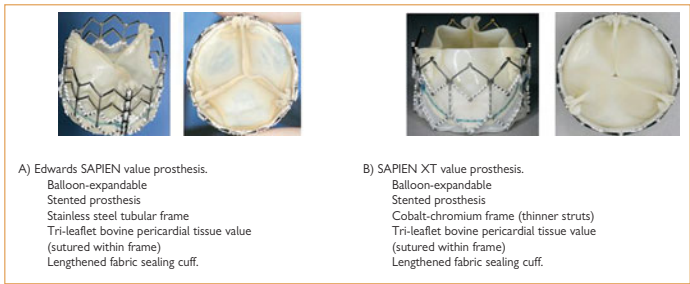 A) Edwards SAPIEN value prosthesis.
Balloon-expandable
Stented prosthesis
Stainless steel tubular frame
Tri-leaflet bovine pericardial tissue value
(sutured within frame)
Lengthened fabric sealing cuff.
B) SAPIEN XT value prosthesis.
Balloon-expandable
Stented prosthesis
Cobalt-chromium frame (thinner struts)
Tri-leaflet bovine pericardial tissue value
(sutured within frame)
Lengthened fabric sealing cuff.